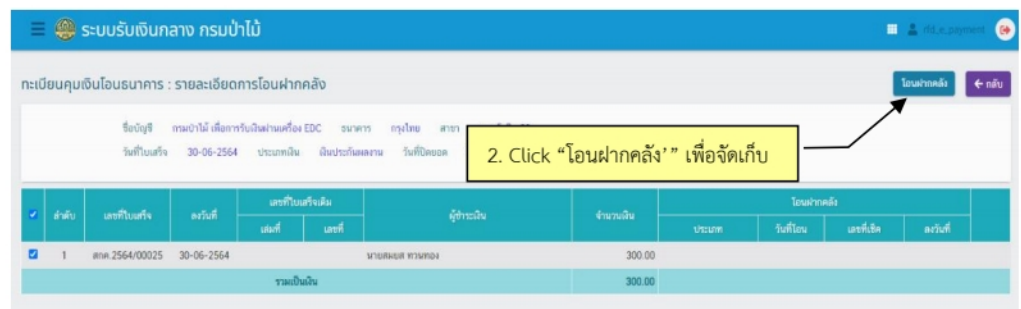 ระบบรับเงินกลาง กรมป่าไม้ rfd_e_payment
ทะเบียนคุมเงินโอนธนาคาร : รายละเอียดการโอนฝากคลัง โอนฝากคลัง ← กลับ
ชื่อบัญชี กรมป่าไม้ เพื่อการรับเงินผ่านเครื่อง EDC ธนาคาร กรุงไทย สาขา
วันที่ใบเสร็จ 30-06-2564 ประเภทเงิน เงินประกันผลงาน วันที่ปิดยอด
2. Click “โอนฝากคลัง’” เพื่อจัดเก็บ
ลำดับ เลขที่ใบเสร็จ ลงวันที่ เลขที่ใบเสร็จเดิม ผู้ชำระเงิน จำนวนเงิน โอนฝากคลัง
เล่มที่ เลขที่ ประเภท วันที่โอน เลขที่เช็ค ลงวันที่
1 สกค.2564/00025 30-06-2564 นายสมยศ ทวนทอง 300.00
รวมเป็นเงิน 300.00